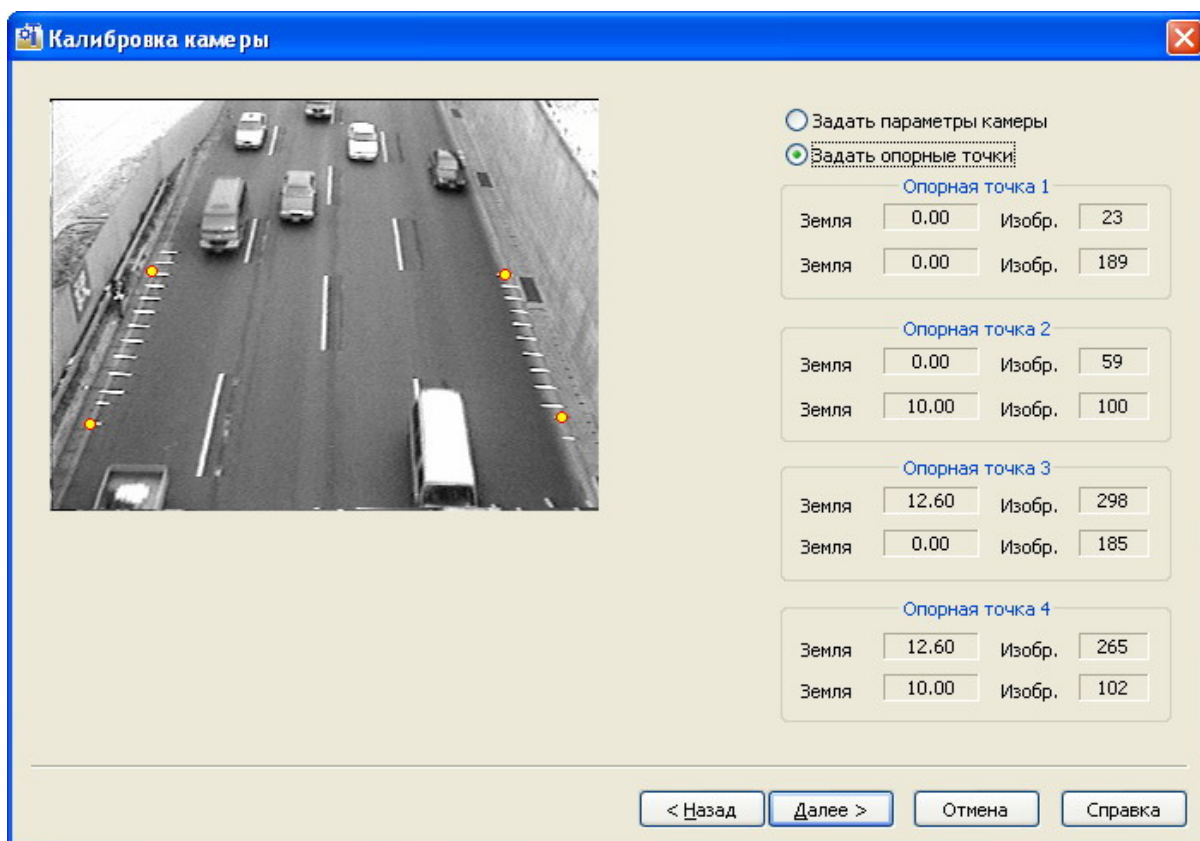 Калибровка камеры
Задать параметры камеры
Задать опорные точки
Опорная точка 1
Земля 0.00 Изобр. 23
Земля 0.00 Изобр. 189
Опорная точка 2
Земля 0.00 Изобр. 59
Земля 10.00 Изобр. 100
Опорная точка 3
Земля 12.60 Изобр. 298
Земля 0.00 Изобр. 185
Опорная точка 4
Земля 12.60 Изобр. 265
Земля 10.00 Изобр. 102
< Назад Далее > Отмена Справка